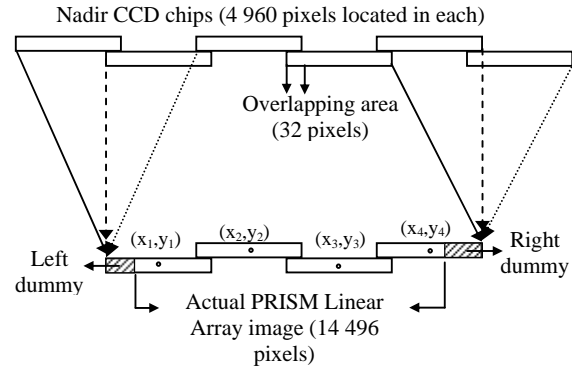 Nadir CCD chips (4 960 pixels located in each)
Overlapping area
(32 pixels)
(x1,y1)
(x2,y2)
(x3,y3)
(x4,y4)
Left
dummy
Right
dummy
Actual PRISM Linear
Array image (14 496
pixels)